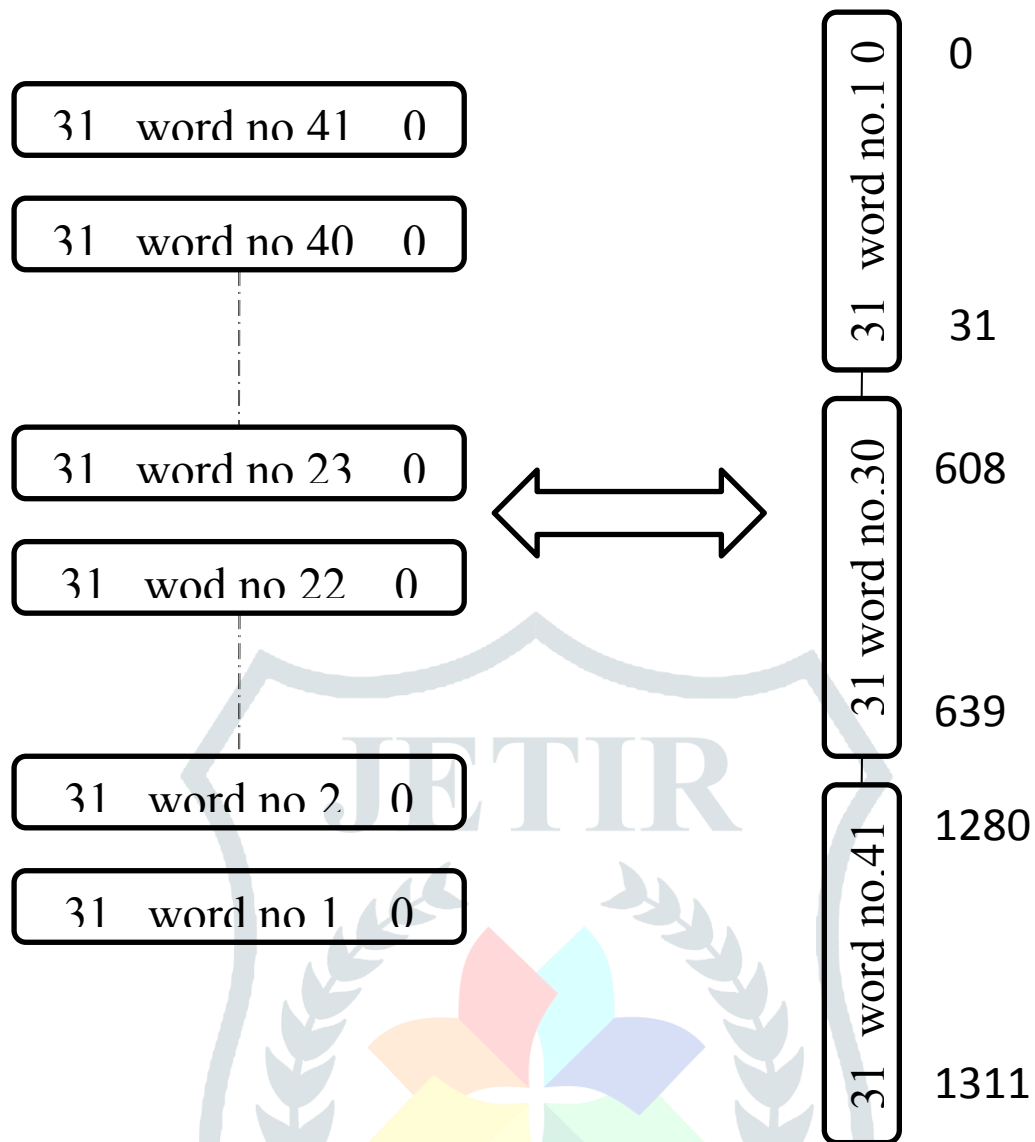 31 word no 41 0
31 word no 40 0
31 word no 23 0
31 wod no 22 0
31 word no 2 0
31 word no 1 0
31 word no.1 0
0
31
31 word no.30
608
639
31 word no.41
1280
1311
JETIR